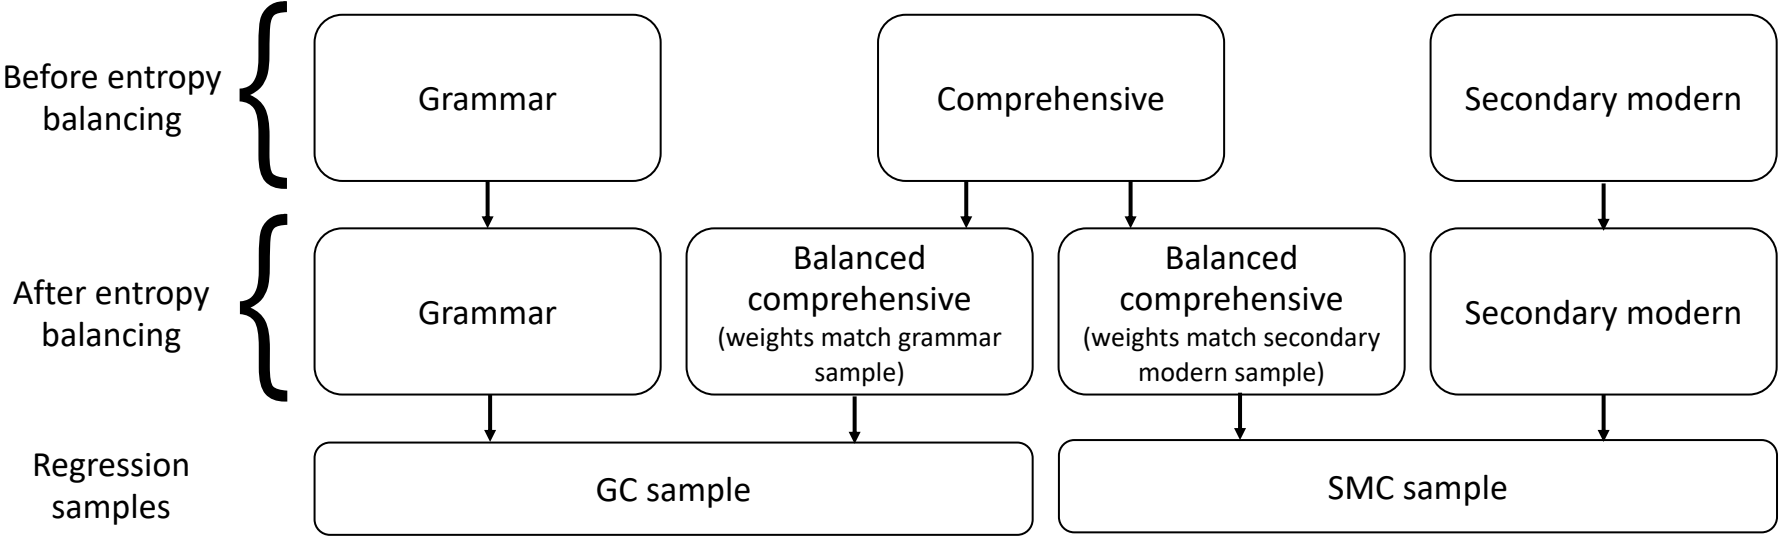 Before entropy
balancing
Grammar
Comprehensive
Secondary modern
After entropy
balancing
Grammar
Balanced
comprehensive
(weights match grammar
sample)
Balanced
comprehensive
(weights match secondary
modern sample)
Secondary modern
Regression
samples
GC sample
SMC sample